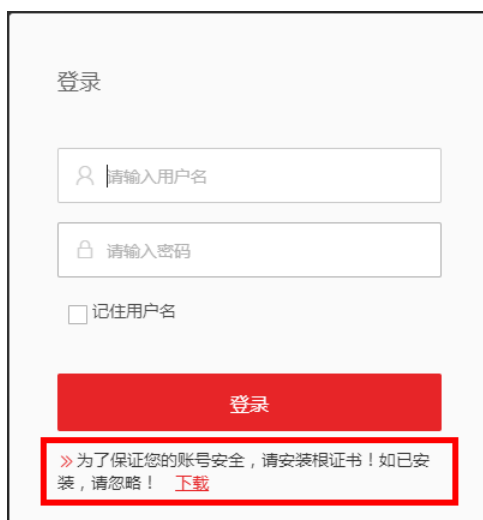 登录
请输入用户名
请输入密码
记住用户名
登录
为了保证您的账号安全，请安装根证书！如已安
装，请忽略！ 下载